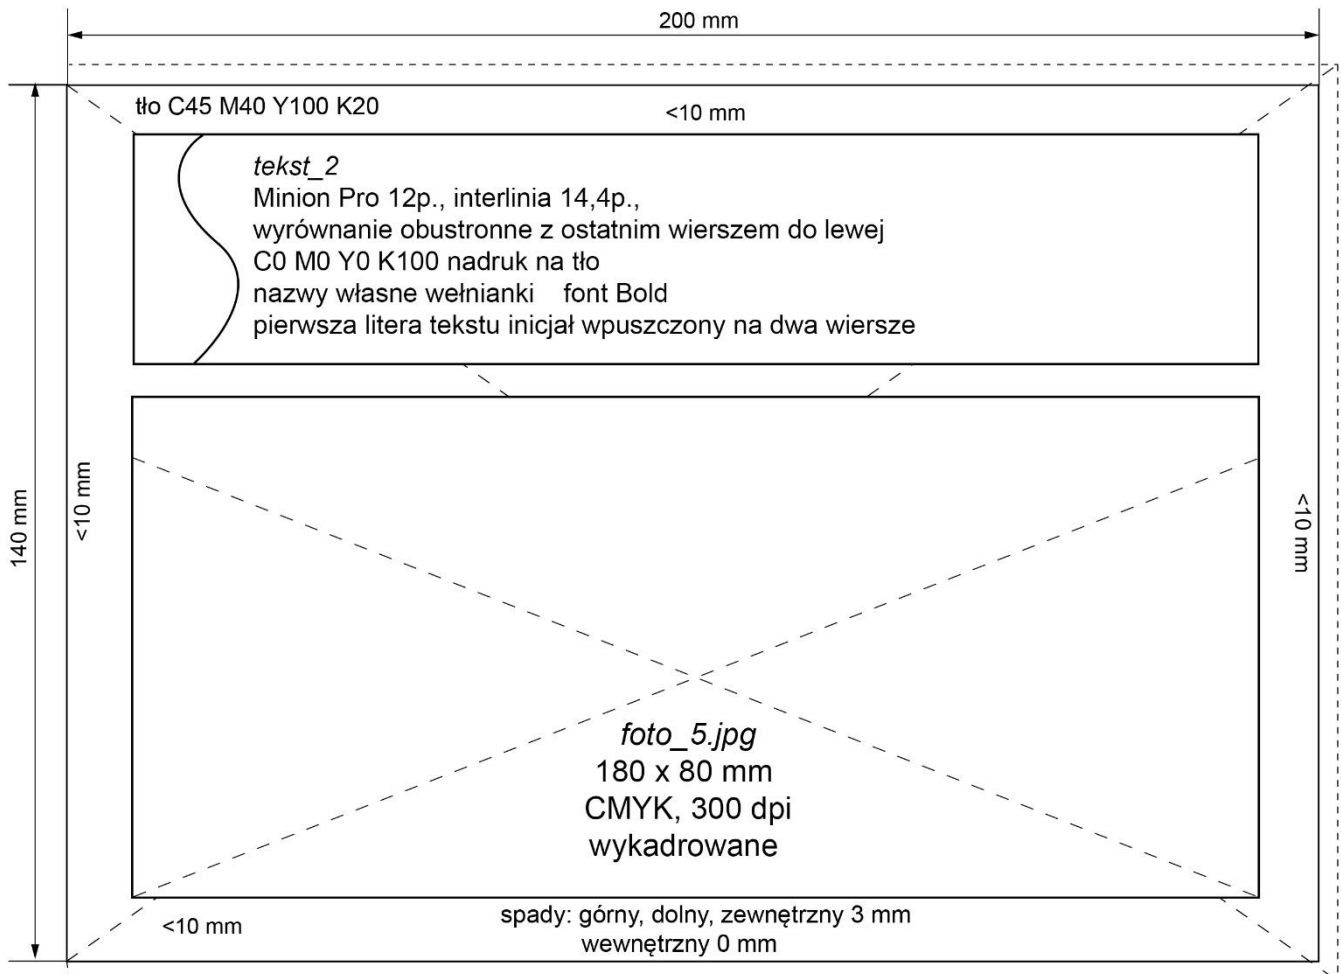 200 mm
tło C45 M40 Y100 K20
<10 mm
tekst_2
Minion Pro 12p., interlinia 14,4p.,
wyrównanie obustronne z ostatnim wierszem do lewej
C0 M0 Y0 K100 nadruk na tło
nazwy własne wełnianki font Bold
pierwsza litera tekstu inicjał wpuszczony na dwa wiersze
140 mm
<10 mm
<10 mm
foto_5.jpg
180 x 80 mm
CMYK, 300 dpi
wykadrowane
<10 mm
spady: górny, dolny, zewnętrzny 3 mm
wewnętrzny 0 mm